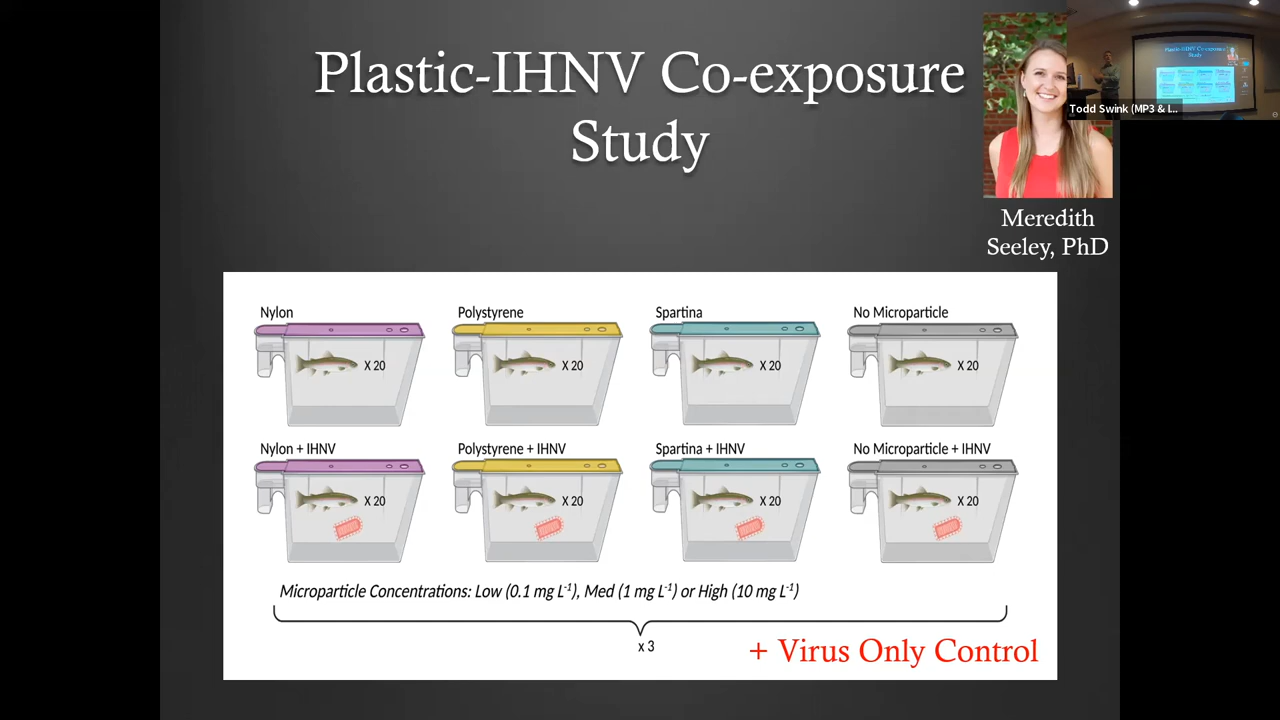 Plastic-IHNV Co-exposure
Study
Todd Swink (MP3 & I...
Meredith
Seeley, PhD
Nylon
Polystyrene
Spartina
No Microparticle
X 20
X 20
X 20
X 20
Nylon + IHNV
Polystyrene + IHNV
Spartina + IHNV
No Microparticle + IHNV
X 20
X 20
X 20
X 20
Microparticle Concentrations: Low (0.1 mg L⁻¹), Med (1 mg L⁻¹) or High (10 mg L⁻¹)
x 3
+ Virus Only Control